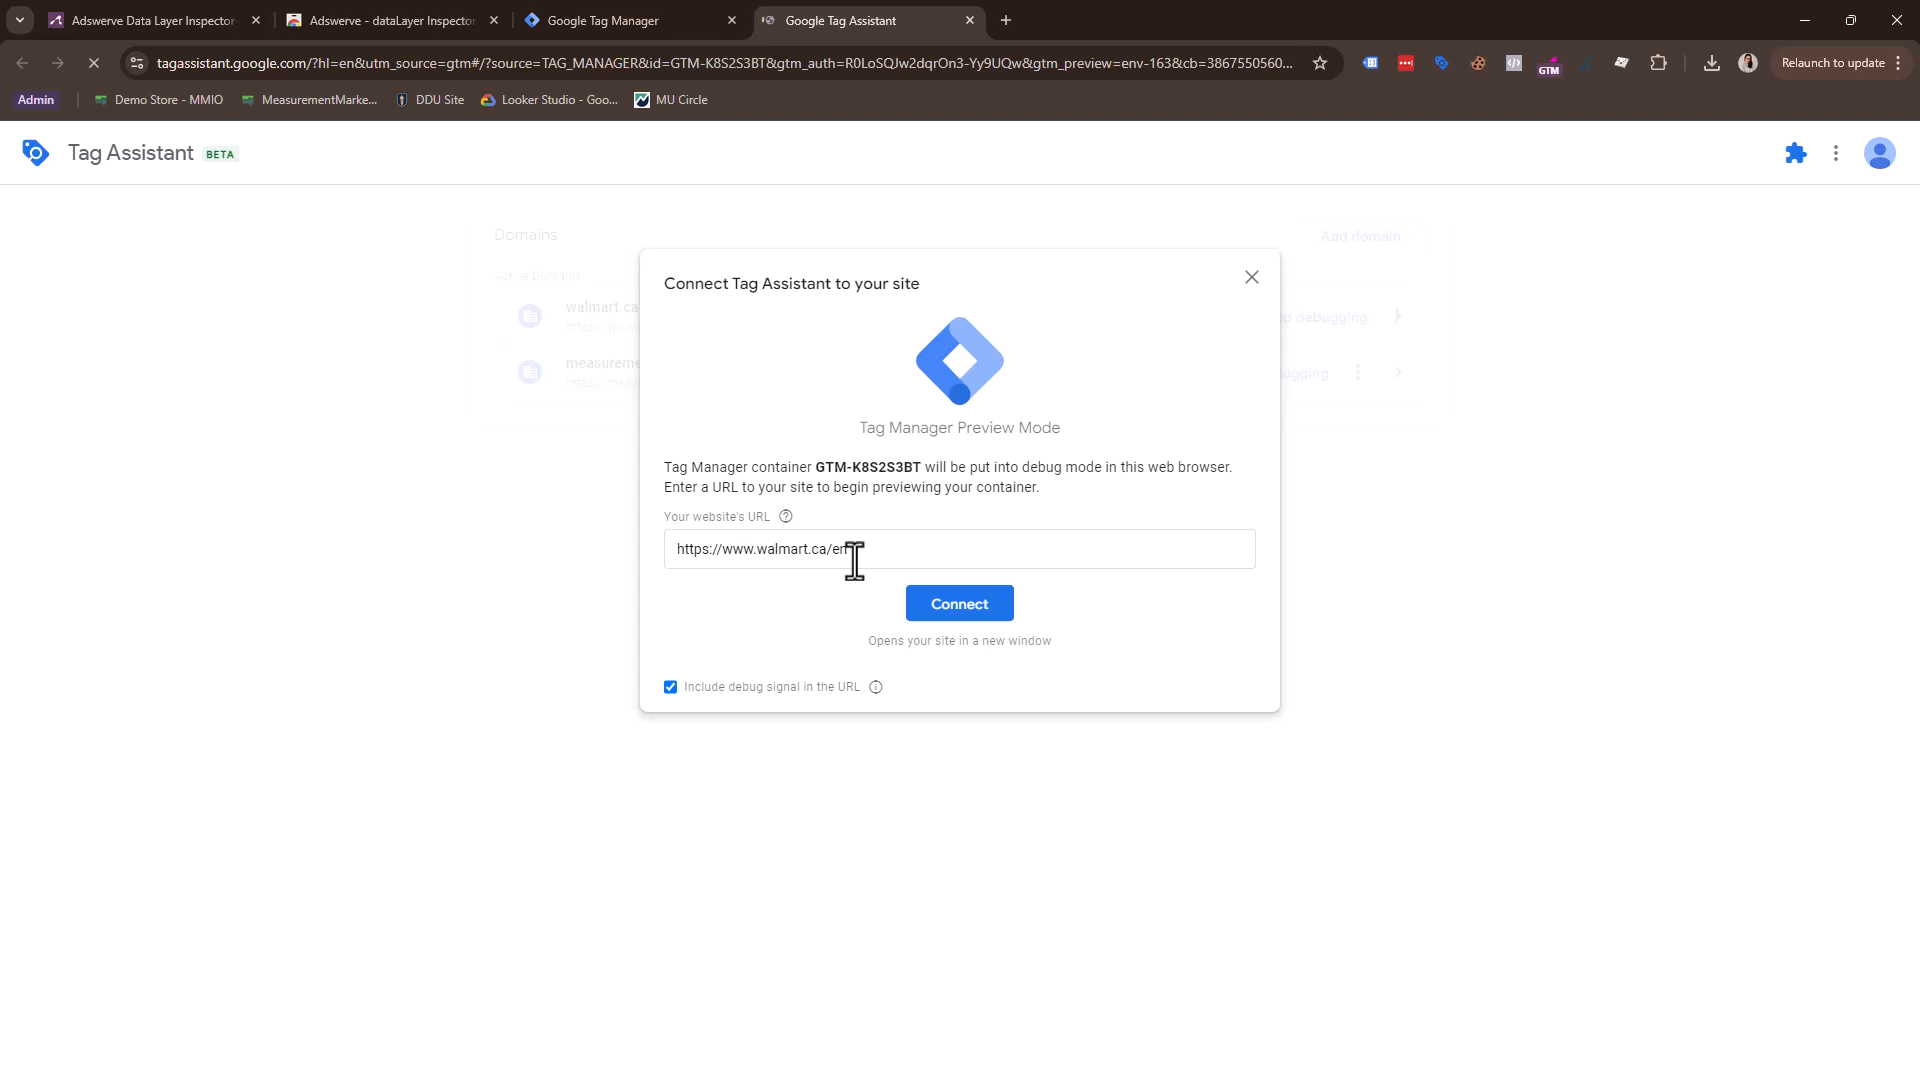 Adswerve Data Layer Inspector
Adswerve - dataLayer Inspector
Google Tag Manager
Google Tag Assistant
tagassistant.google.com/?hl=en&utm_source=gtm#/?source=TAG_MANAGER&id=GTM-K8S2S3BT&gtm_auth=R0LoSQJw2dqrOn3-Yy9UQw&gtm_preview=env-163&cb=3867550560...
GTM
Relaunch to update
Admin
Demo Store - MMIO
MeasurementMarke...
DDU Site
Looker Studio - Goo...
MU Circle
Tag Assistant BETA
Domains
Add domain
Active Domains
walmart.ca
debugging
measureme
Connect Tag Assistant to your site
Tag Manager Preview Mode
Tag Manager container GTM-K8S2S3BT will be put into debug mode in this web browser.
Enter a URL to your site to begin previewing your container.
Your website's URL
https://www.walmart.ca/en
Connect
Opens your site in a new window
Include debug signal in the URL